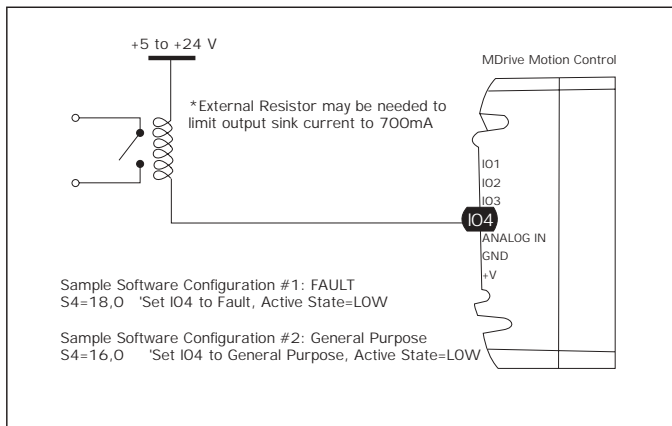 +5 to +24 V
MDrive Motion Control
*External Resistor may be needed to
limit output sink current to 700mA
IO1
IO2
IO3
IO4
ANALOG IN
GND
+V
Sample Software Configuration #1: FAULT
S4=18,0 'Set IO4 to Fault, Active State=LOW
Sample Software Configuration #2: General Purpose
S4=16,0 'Set IO4 to General Purpose, Active State=LOW